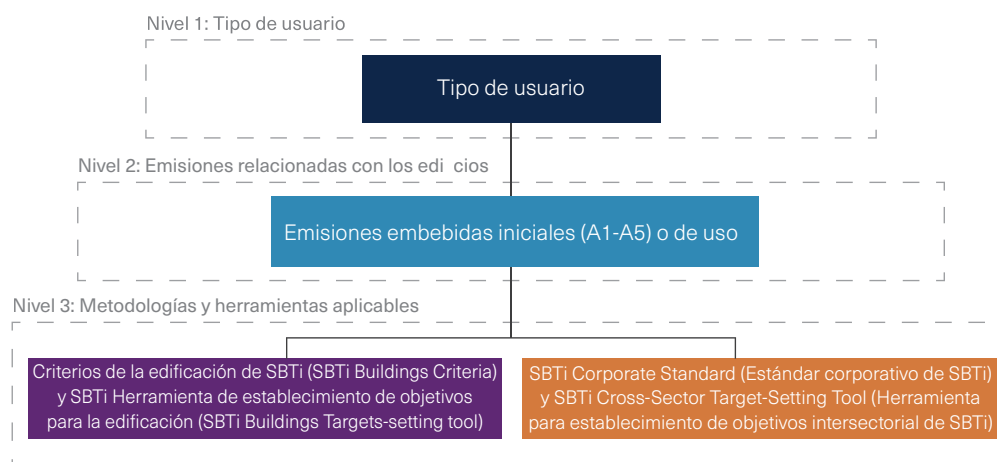 Nivel 1: Tipo de usuario
Tipo de usuario
Nivel 2: Emisiones relacionadas con los edi cios
Emisiones embebidas iniciales (A1-A5) o de uso
Nivel 3: Metodologías y herramientas aplicables
Criterios de la edificación de SBTi (SBTi Buildings Criteria)
y SBTi Herramienta de establecimiento de objetivos
para la edificación (SBTi Buildings Targets-setting tool)
SBTi Corporate Standard (Estándar corporativo de SBTi)
y SBTi Cross-Sector Target-Setting Tool (Herramienta
para establecimiento de objetivos intersectorial de SBTi)